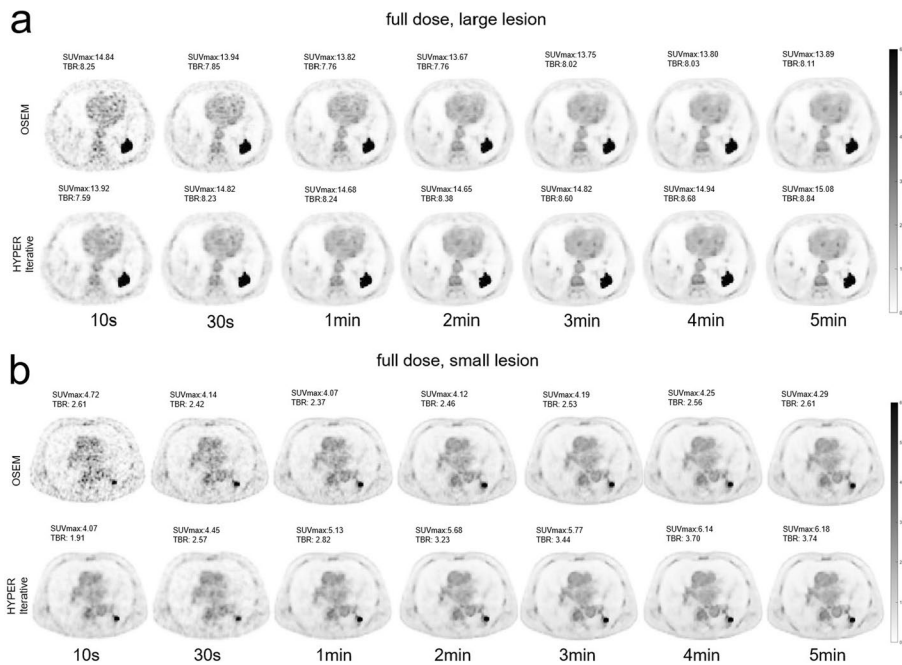 a
full dose, large lesion
SUVmax:14.84 SUVmax:13.94 SUVmax:13.82 SUVmax:13.67 SUVmax:13.75 SUVmax:13.80 SUVmax:13.89
TBR:8.25 TBR:7.85 TBR:7.76 TBR:7.76 TBR:8.02 TBR:8.03 TBR:8.11
OSEM
SUVmax:13.92 SUVmax:14.82 SUVmax:14.68 SUVmax:14.65 SUVmax:14.82 SUVmax:14.94 SUVmax:15.08
TBR:7.59 TBR:8.23 TBR:8.24 TBR:8.38 TBR:8.60 TBR:8.68 TBR:8.84
HYPER
Iterative
10s 30s 1min 2min 3min 4min 5min
b
full dose, small lesion
SUVmax:4.72 SUVmax:4.14 SUVmax:4.07 SUVmax:4.12 SUVmax:4.19 SUVmax:4.25 SUVmax:4.29
TBR: 2.61 TBR: 2.42 TBR: 2.37 TBR: 2.46 TBR: 2.53 TBR: 2.56 TBR: 2.61
OSEM
SUVmax:4.07 SUVmax:4.45 SUVmax:5.13 SUVmax:5.68 SUVmax:5.77 SUVmax:6.14 SUVmax:6.18
TBR: 1.91 TBR: 2.57 TBR: 2.82 TBR: 3.23 TBR: 3.44 TBR: 3.70 TBR: 3.74
HYPER
Iterative
10s 30s 1min 2min 3min 4min 5min